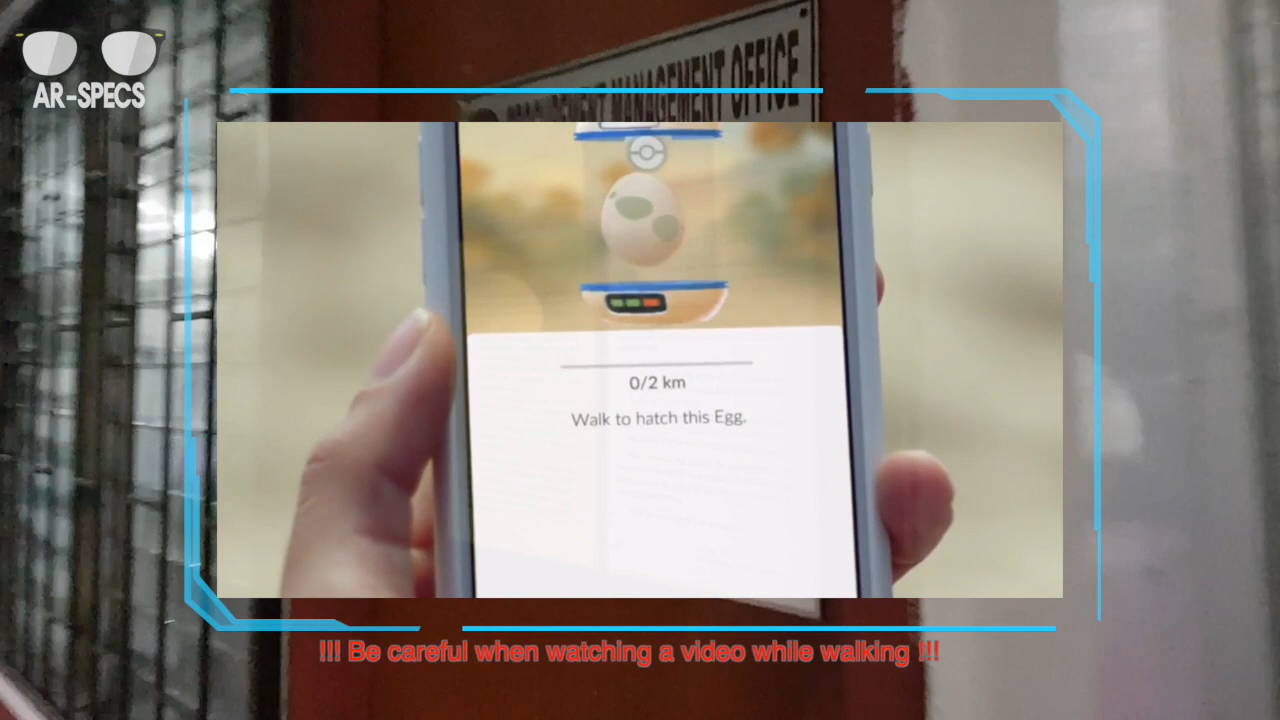 AR-SPECS
MANAGEMENT OFFICE
0/2 km
Walk to hatch this Egg.
!!! Be careful when watching a video while walking !!!